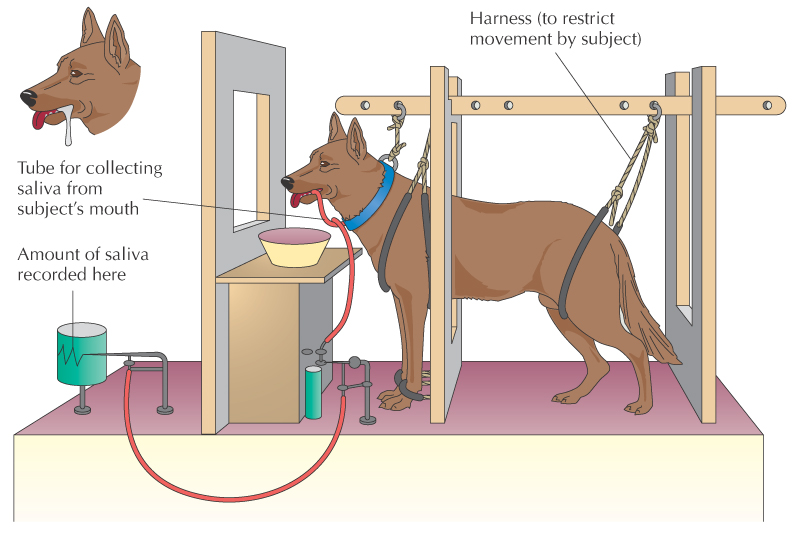 Harness (to restrict
movement by subject)
Tube for collecting
saliva from
subject's mouth
Amount of saliva
recorded here